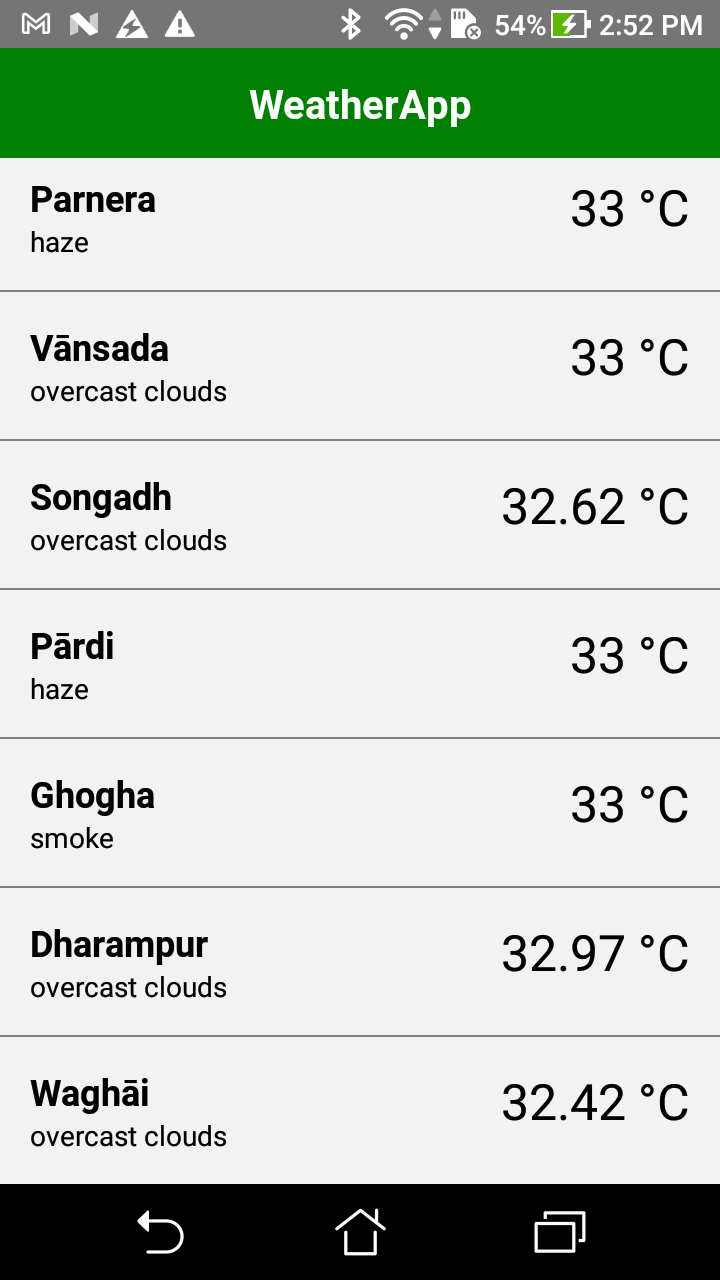 54% 2:52 PM
WeatherApp
Parnera 33 °C
haze
Vānsada 33 °C
overcast clouds
Songadh 32.62 °C
overcast clouds
Pārdi 33 °C
haze
Ghogha 33 °C
smoke
Dharampur 32.97 °C
overcast clouds
Waghāi 32.42 °C
overcast clouds